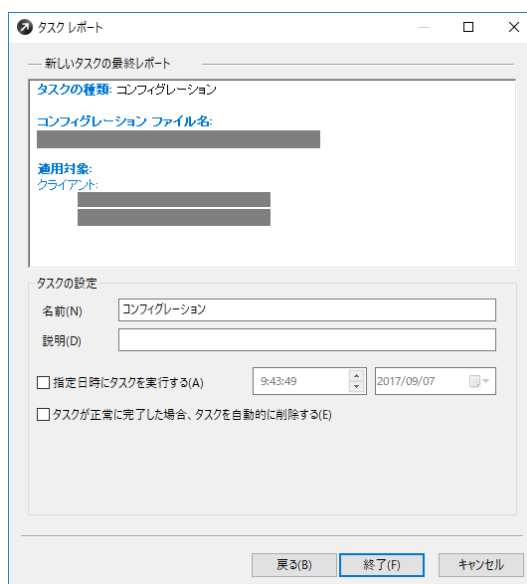 タスク レポート
新しいタスクの最終レポート
タスクの種類: コンフィグレーション
コンフィグレーション ファイル名:
適用対象:
クライアント:
タスクの設定
名前(N)
コンフィグレーション
説明(D)
指定日時にタスクを実行する(A) 9:43:49 2017/09/07
タスクが正常に完了した場合、タスクを自動的に削除する(E)
戻る(B) 終了(F) キャンセル